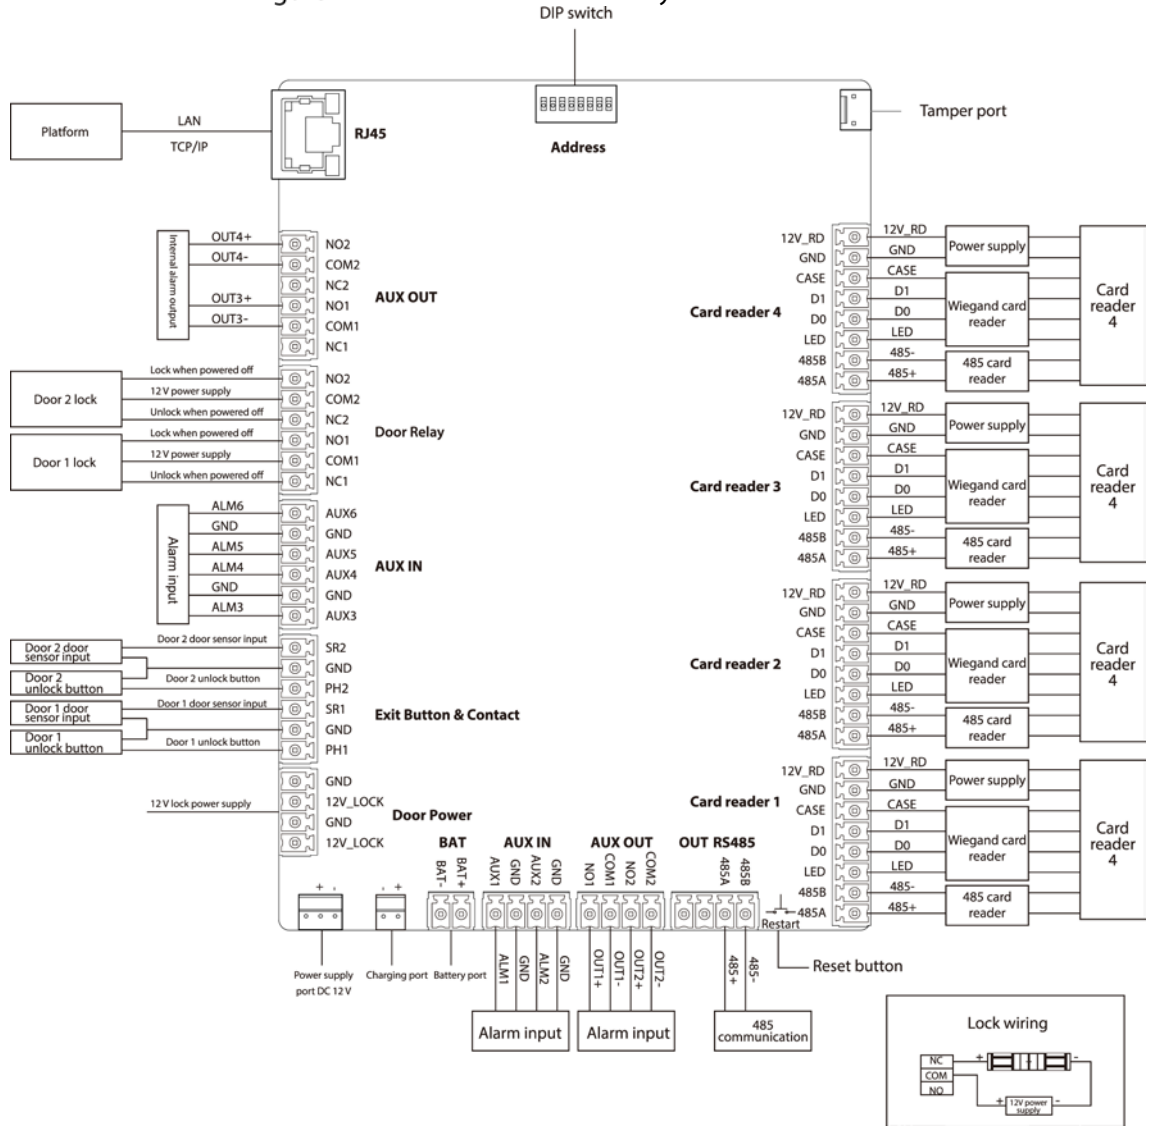 DIP switch
Platform
LAN
TCP/IP
RJ45
Address
Tamper port
Internal alarm output
OUT4+
OUT4-
OUT3+
OUT3-
NO2
COM2
NC2
NO1
COM1
NC1
AUX OUT
Door 2 lock
Door 1 lock
Lock when powered off
12 V power supply
Unlock when powered off
Lock when powered off
12 V power supply
Unlock when powered off
NO2
COM2
NC2
NO1
COM1
NC1
Door Relay
Alarm input
ALM6
GND
ALM5
ALM4
GND
ALM3
AUX6
GND
AUX5
AUX4
GND
AUX3
AUX IN
Door 2 door
sensor input
Door 2
unlock button
Door 1 door
sensor input
Door 1
unlock button
Door 2 door sensor input
Door 2 unlock button
Door 1 door sensor input
Door 1 unlock button
SR2
GND
PH2
SR1
GND
PH1
Exit Button & Contact
12 V lock power supply
GND
12V_LOCK
GND
12V_LOCK
Door Power
Card reader 4
12V_RD
GND
CASE
D1
D0
LED
485B
485A
12V_RD
GND
CASE
D1
D0
LED
485-
485+
Power supply
Wiegand card
reader
485 card
reader
Card
reader
4
Card reader 3
12V_RD
GND
CASE
D1
D0
LED
485B
485A
12V_RD
GND
CASE
D1
D0
LED
485-
485+
Power supply
Wiegand card
reader
485 card
reader
Card
reader
4
Card reader 2
12V_RD
GND
CASE
D1
D0
LED
485B
485A
12V_RD
GND
CASE
D1
D0
LED
485-
485+
Power supply
Wiegand card
reader
485 card
reader
Card
reader
4
Card reader 1
12V_RD
GND
CASE
D1
D0
LED
485B
485A
12V_RD
GND
CASE
D1
D0
LED
485-
485+
Power supply
Wiegand card
reader
485 card
reader
Card
reader
4
BAT
AUX IN
AUX OUT
OUT RS485
BAT-
BAT+
AUX1
GND
AUX2
GND
NO1
COM1
NO2
COM2
485A
485B
+ -
- +
Restart
Power supply
port DC 12 V
Charging port
Battery port
ALM1
GND
ALM2
GND
OUT1+
OUT1-
OUT2+
OUT2-
485+
485-
Reset button
Alarm input
Alarm input
485
communication
Lock wiring
NC
COM
NO
+ -
+ -
12V power
supply